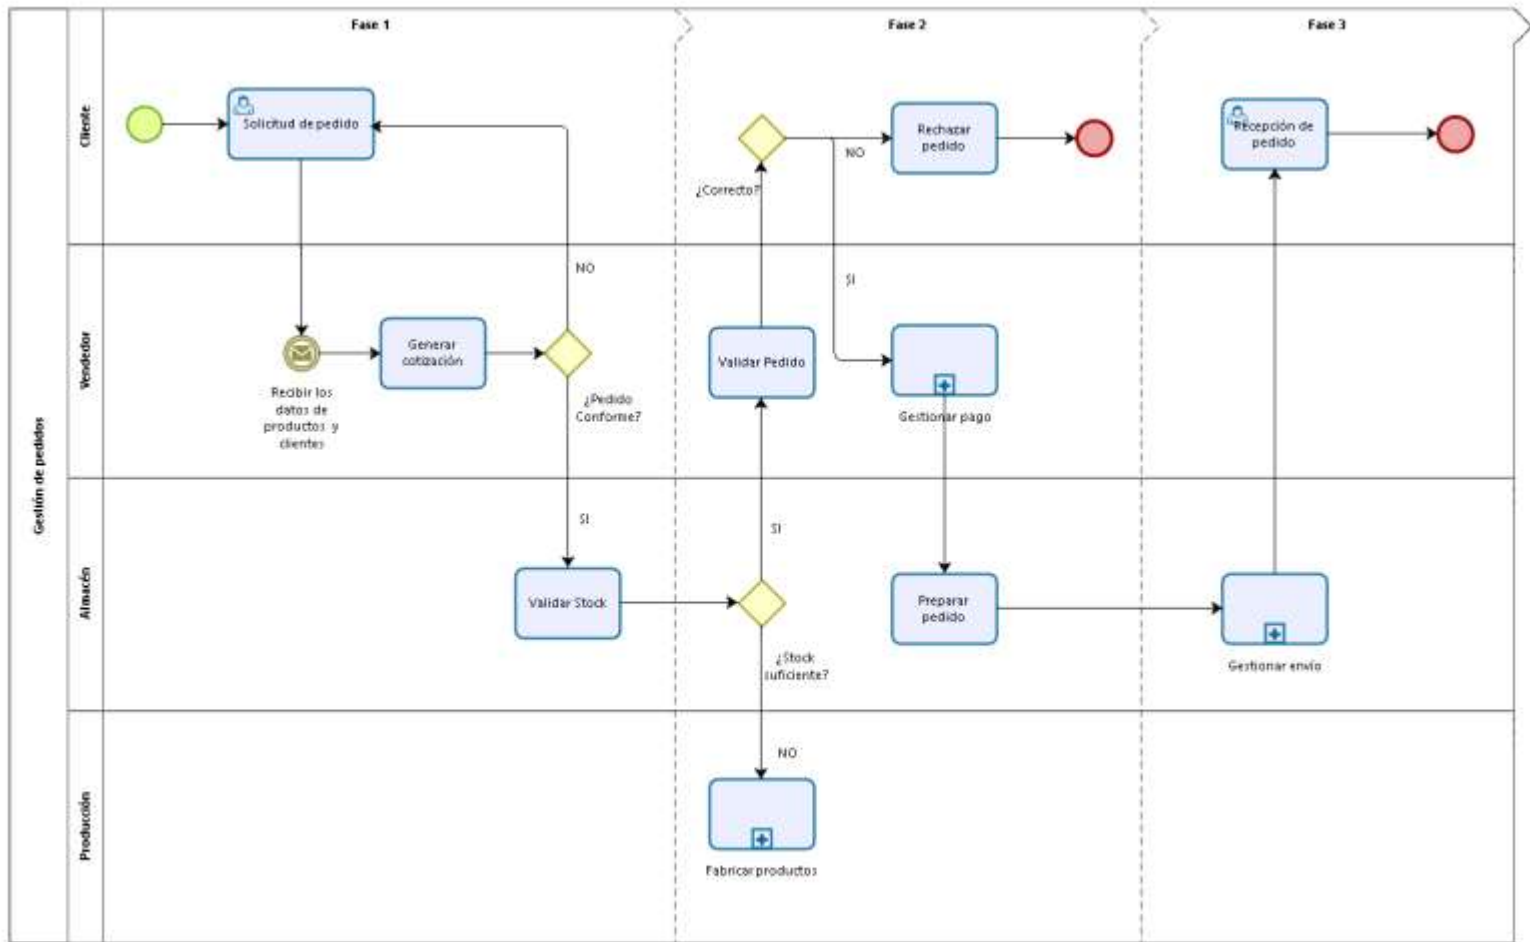 Gestión de pedidos
Fase 1
Fase 2
Fase 3
Cliente
Solicitud de pedido
NO
¿Correcto?
NO
SI
Rechazar
pedido
Recepción de
pedido
Vendedor
Recibir los
datos de
productos y
clientes
Generar
cotización
¿Pedido
Conforme?
SI
Validar Pedido
SI
Gestionar pago
Almacén
Validar Stock
¿Stock
suficiente?
NO
Preparar
pedido
Gestionar envío
Producción
Fabricar productos